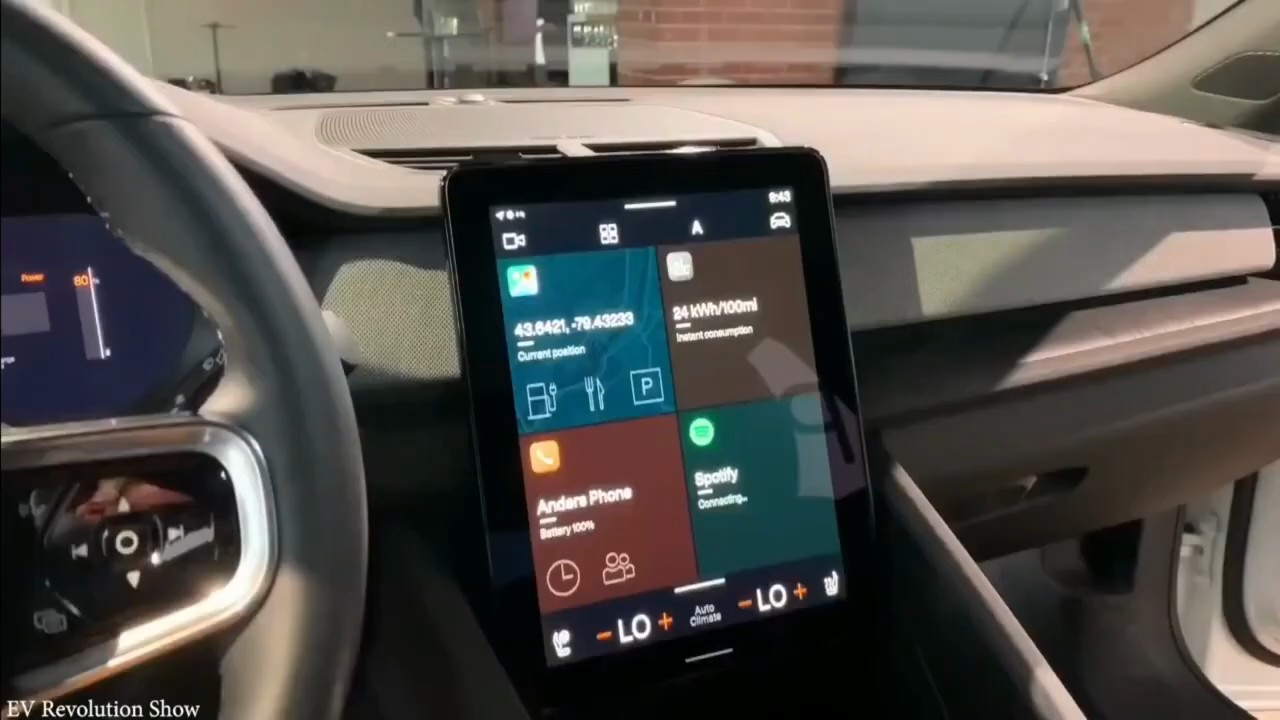 9:43
A
Power
80
43.6421, -79.43233
Current position
P
24 kWh/100mi
Instant consumption
Anders Phone
Battery 100%
Spotify
Connecting...
- LO +
Auto
Climate
- LO +
EV Revolution Show